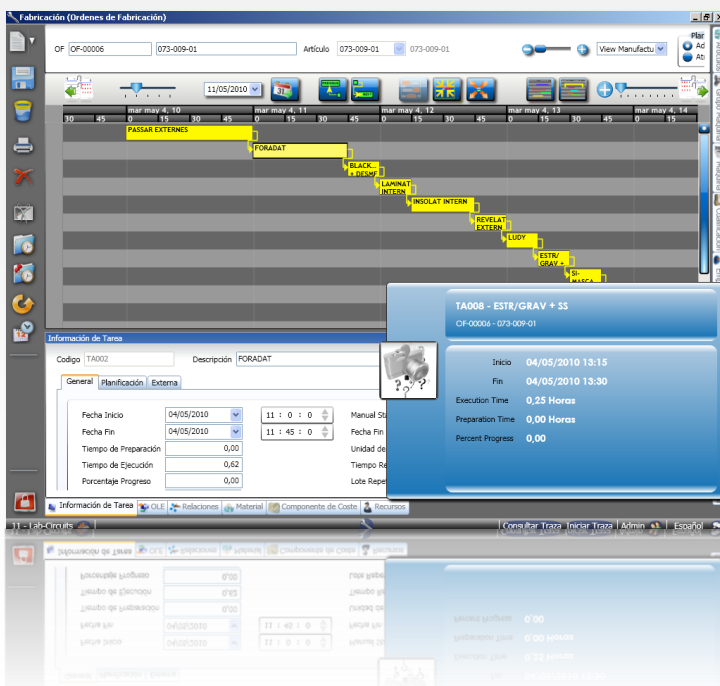 Fabricación (Ordenes de Fabricación)
OF OF-00006 073-009-01 Artículo 073-009-01 073-009-01 View Manufactu
Plar
Ad
11/05/2010
mar may 4, 10 mar may 4, 11 mar may 4, 12 mar may 4, 13 mar may 4, 14
30 45 0 15 30 45 0 15 30 45 0 15 30 45 0 15 30 45 0 15
PASSAR EXTERNES
FORADAT
BLACK...
+ DESME
LAMINAT
INTERN
INSOLAT INTERN
REVELAT
EXTERN
LUDY
ESTR/
GRAV +
SI-
MASCA
TA008 - ESTR/GRAV + SS
OF-00006 - 073-009-01
Inicio 04/05/2010 13:15
Fin 04/05/2010 13:30
Execution Time 0,25 Horas
Preparation Time 0,00 Horas
Percent Progress 0,00
Información de Tarea
Codigo TA002 Descripción FORADAT
General Planificación Externa
Fecha Inicio 04/05/2010 11 : 0 : 0 Manual Sta
Fecha Fin 04/05/2010 11 : 45 : 0 Fecha Fin
Tiempo de Preparación 0,00 Unidad de
Tiempo de Ejecución 0,62 Tiempo Re
Porcentaje Progreso 0,00 Lote Repet
Información de Tarea OLE Relaciones Material Componente de Coste Recursos
11 - Lab-Circuits Consultar Traza Iniciar Traza Admin Español